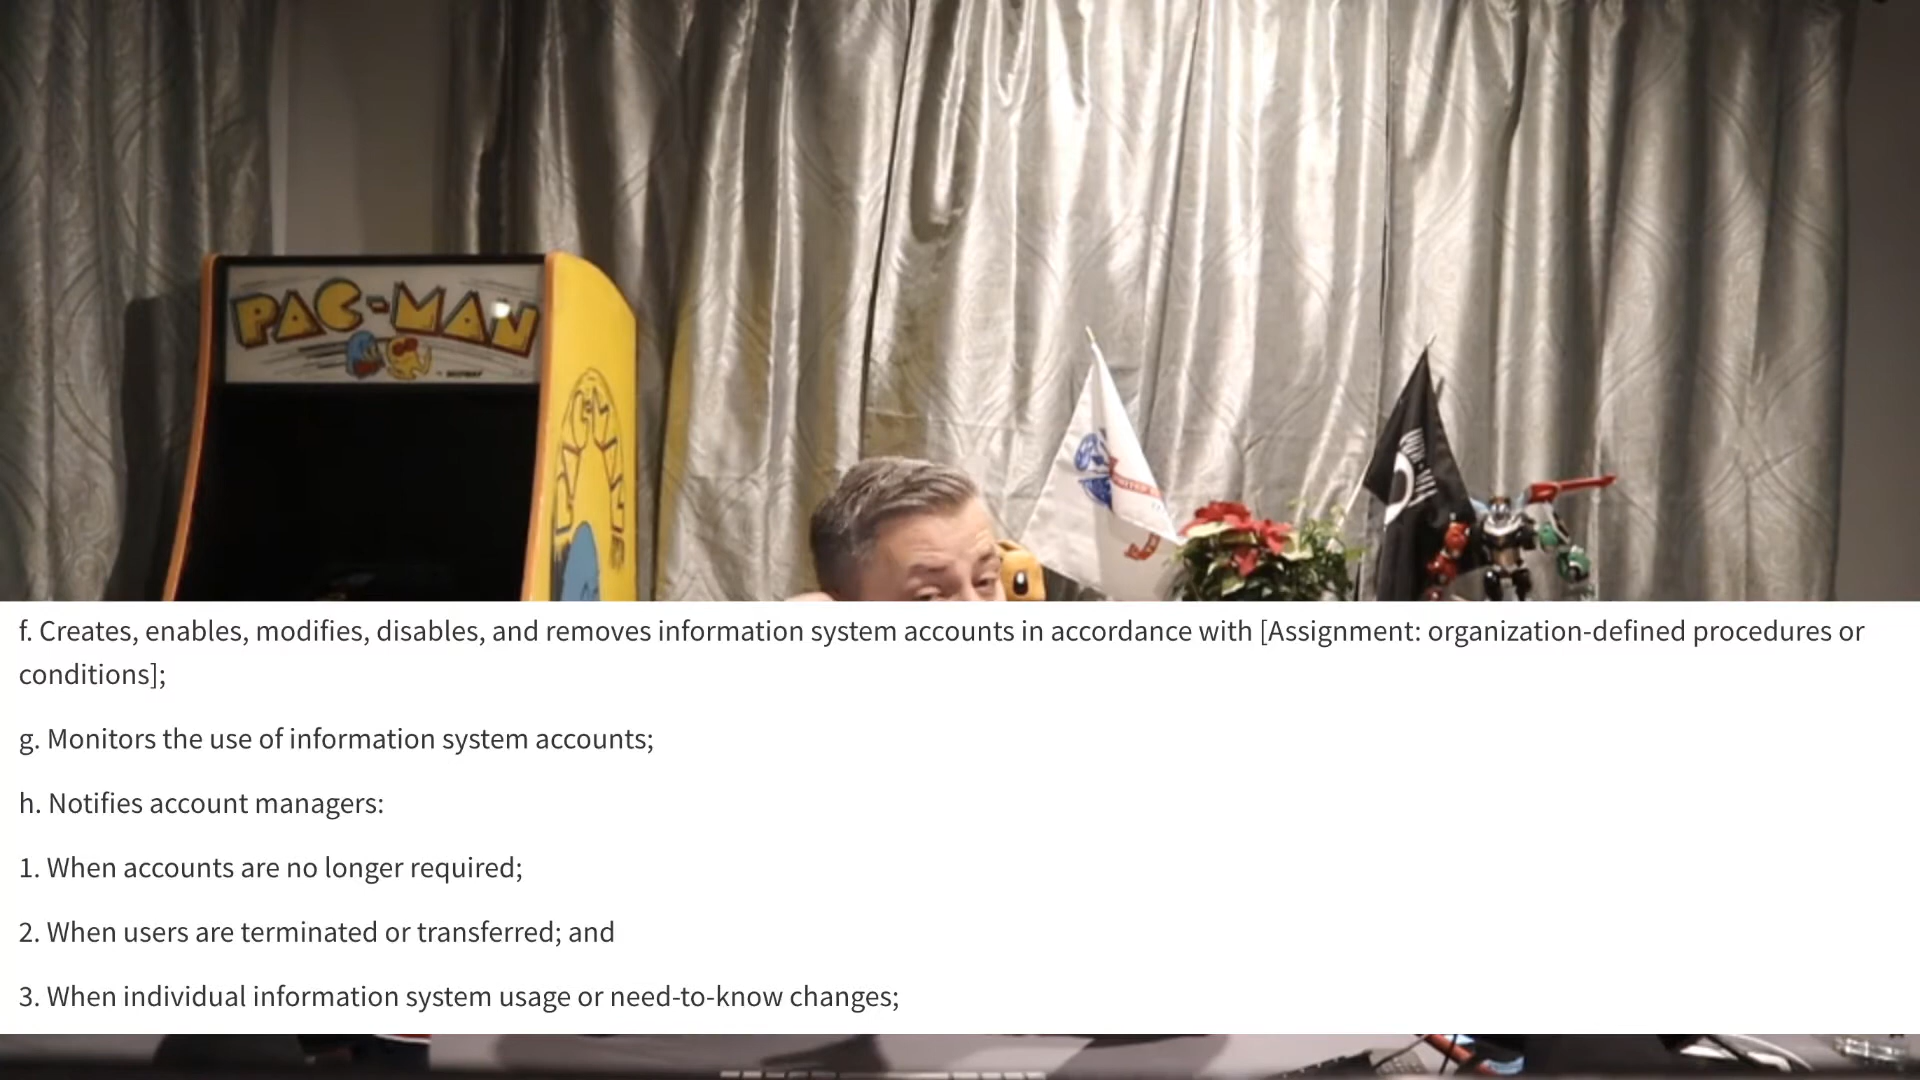 PAC-MAN
f. Creates, enables, modifies, disables, and removes information system accounts in accordance with [Assignment: organization-defined procedures or
conditions];
g. Monitors the use of information system accounts;
h. Notifies account managers:
1. When accounts are no longer required;
2. When users are terminated or transferred; and
3. When individual information system usage or need-to-know changes;